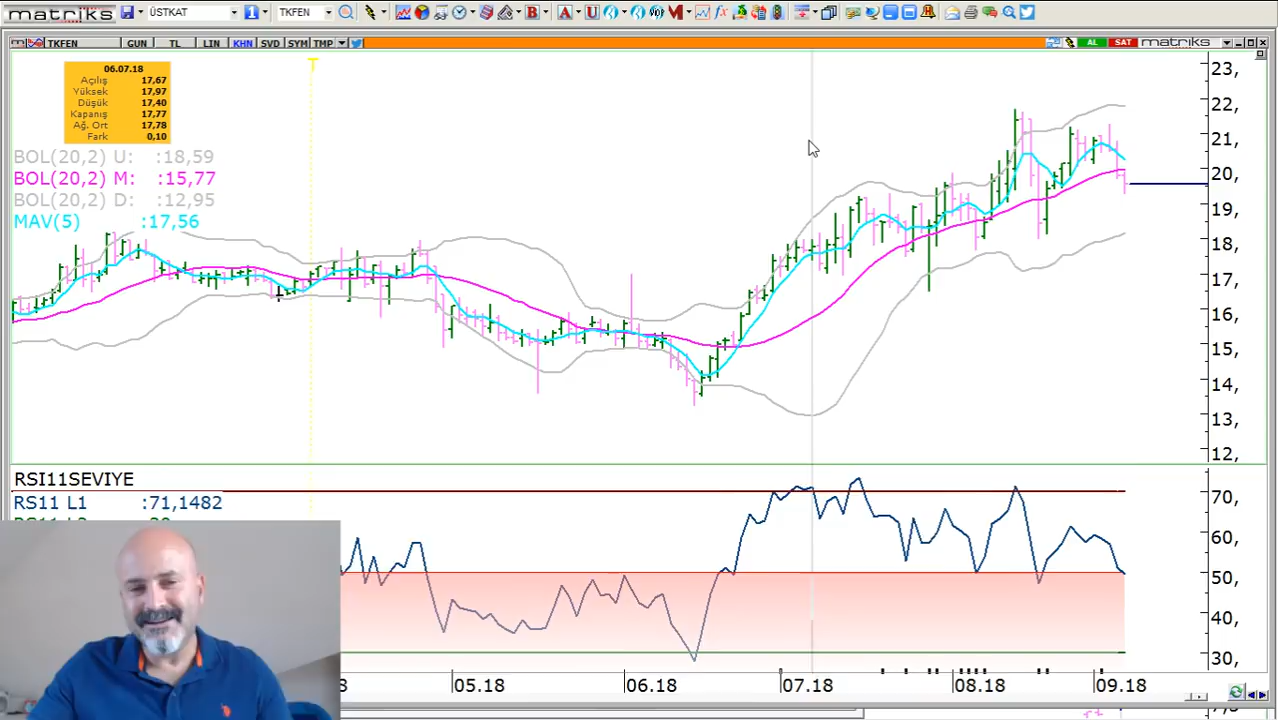 matriks ÜSTKAT TKFEN
TKFEN GUN TL LIN KHN SVD SYM TMP AL SAT matriks
06.07.18
Açılış 17,67
Yüksek 17,97
Düşük 17,40
Kapanış 17,77
Ağ. Ort 17,78
Fark 0,10
BOL(20,2) U: :18,59
BOL(20,2) M: :15,77
BOL(20,2) D: :12,95
MAV(5) :17,56
T
23,
22,
21,
20,
19,
18,
17,
16,
15,
14,
13,
12,
RSI11SEVIYE
RS11 L1 :71,1482
70,
60,
50,
40,
30,
05.18 06.18 07.18 08.18 09.18